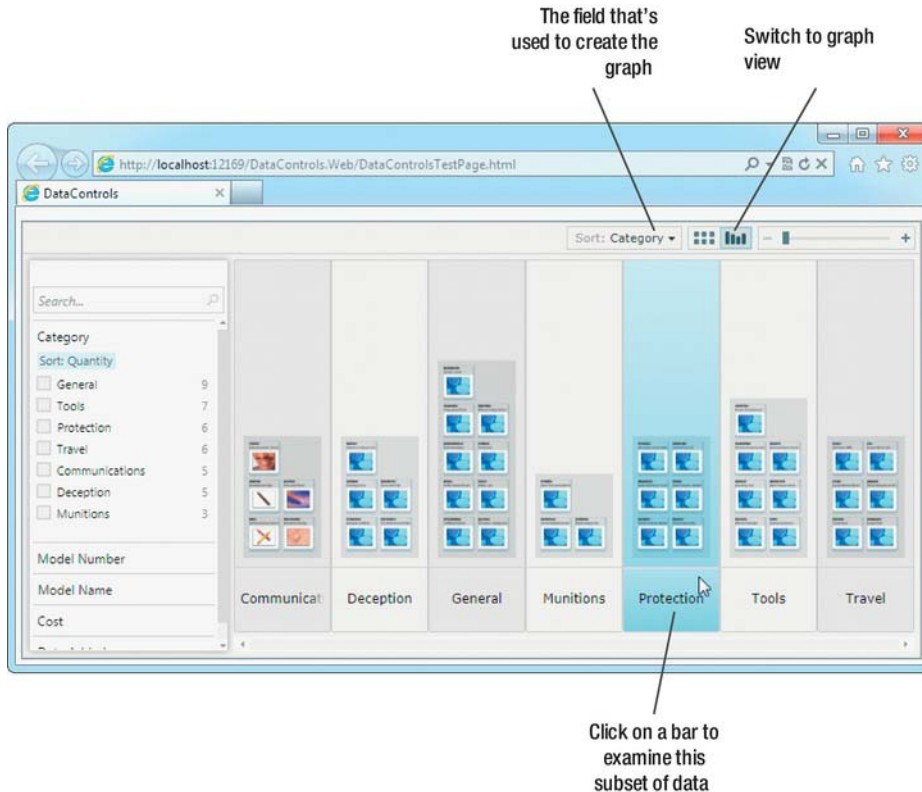 The field that's
used to create the
graph
Switch to graph
view
http://localhost:12169/DataControls.Web/DataControlsTestPage.html
DataControls
Sort: Category
Search...
Category
Sort: Quantity
General 9
Tools 7
Protection 6
Travel 6
Communications 5
Deception 5
Munitions 3
Model Number
Model Name
Cost
Communicat
Deception
General
Munitions
Protection
Tools
Travel
Click on a bar to
examine this
subset of data